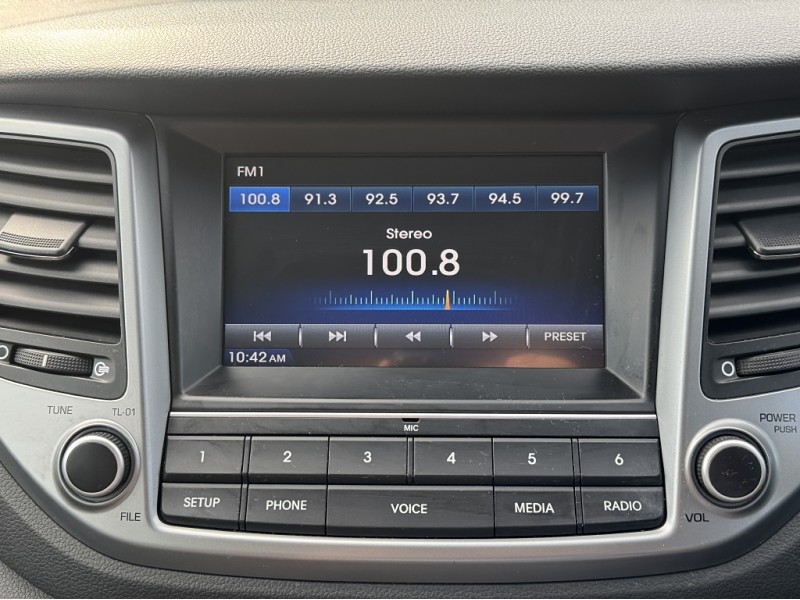 FM1
100.8 91.3 92.5 93.7 94.5 99.7
Stereo
100.8
PRESET
10:42 AM
MIC
TUNE TL-01
FILE
POWER
PUSH
VOL
1 2 3 4 5 6
SETUP PHONE VOICE MEDIA RADIO